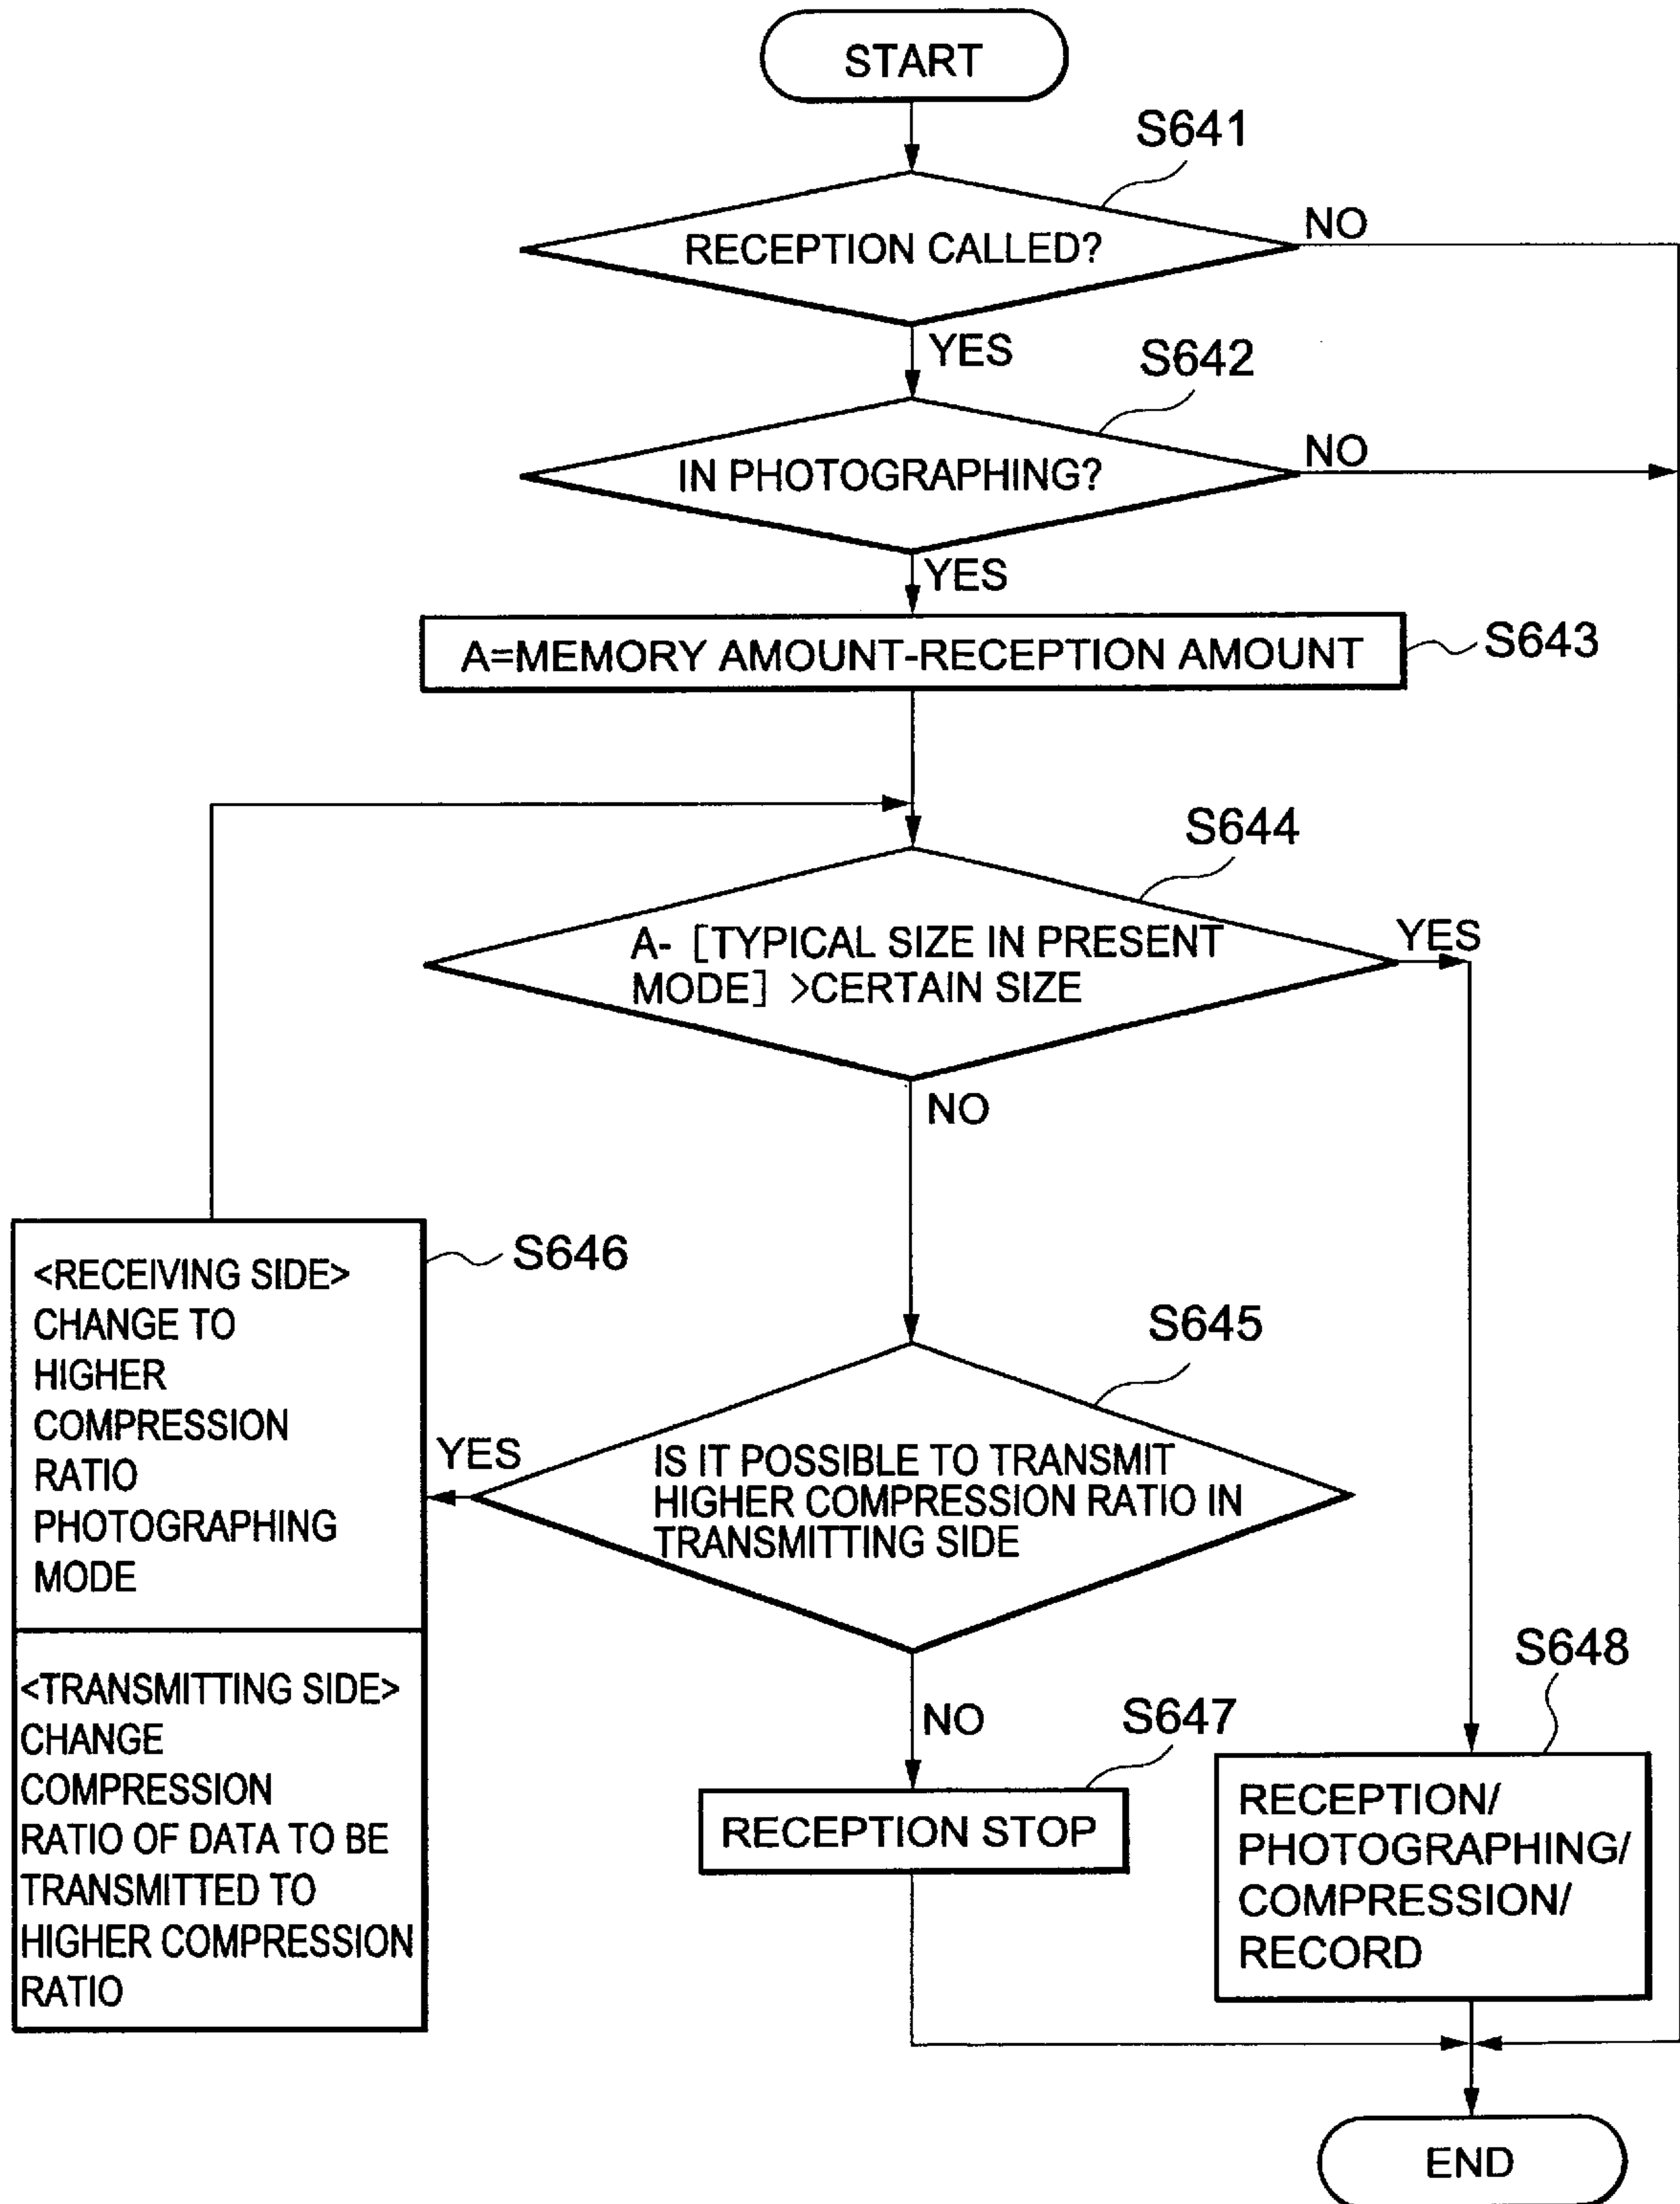 START
S641
RECEPTION CALLED?
NO
YES
S642
IN PHOTOGRAPHING?
NO
YES
A=MEMORY AMOUNT-RECEPTION AMOUNT
S643
S644
A- [TYPICAL SIZE IN PRESENT
MODE] >CERTAIN SIZE
YES
NO
<RECEIVING SIDE>
CHANGE TO
HIGHER
COMPRESSION
RATIO
PHOTOGRAPHING
MODE
S646
<TRANSMITTING SIDE>
CHANGE
COMPRESSION
RATIO OF DATA TO BE
TRANSMITTED TO
HIGHER COMPRESSION
RATIO
S645
YES
IS IT POSSIBLE TO TRANSMIT
HIGHER COMPRESSION RATIO IN
TRANSMITTING SIDE
NO
S647
RECEPTION STOP
S648
RECEPTION/
PHOTOGRAPHING/
COMPRESSION/
RECORD
END